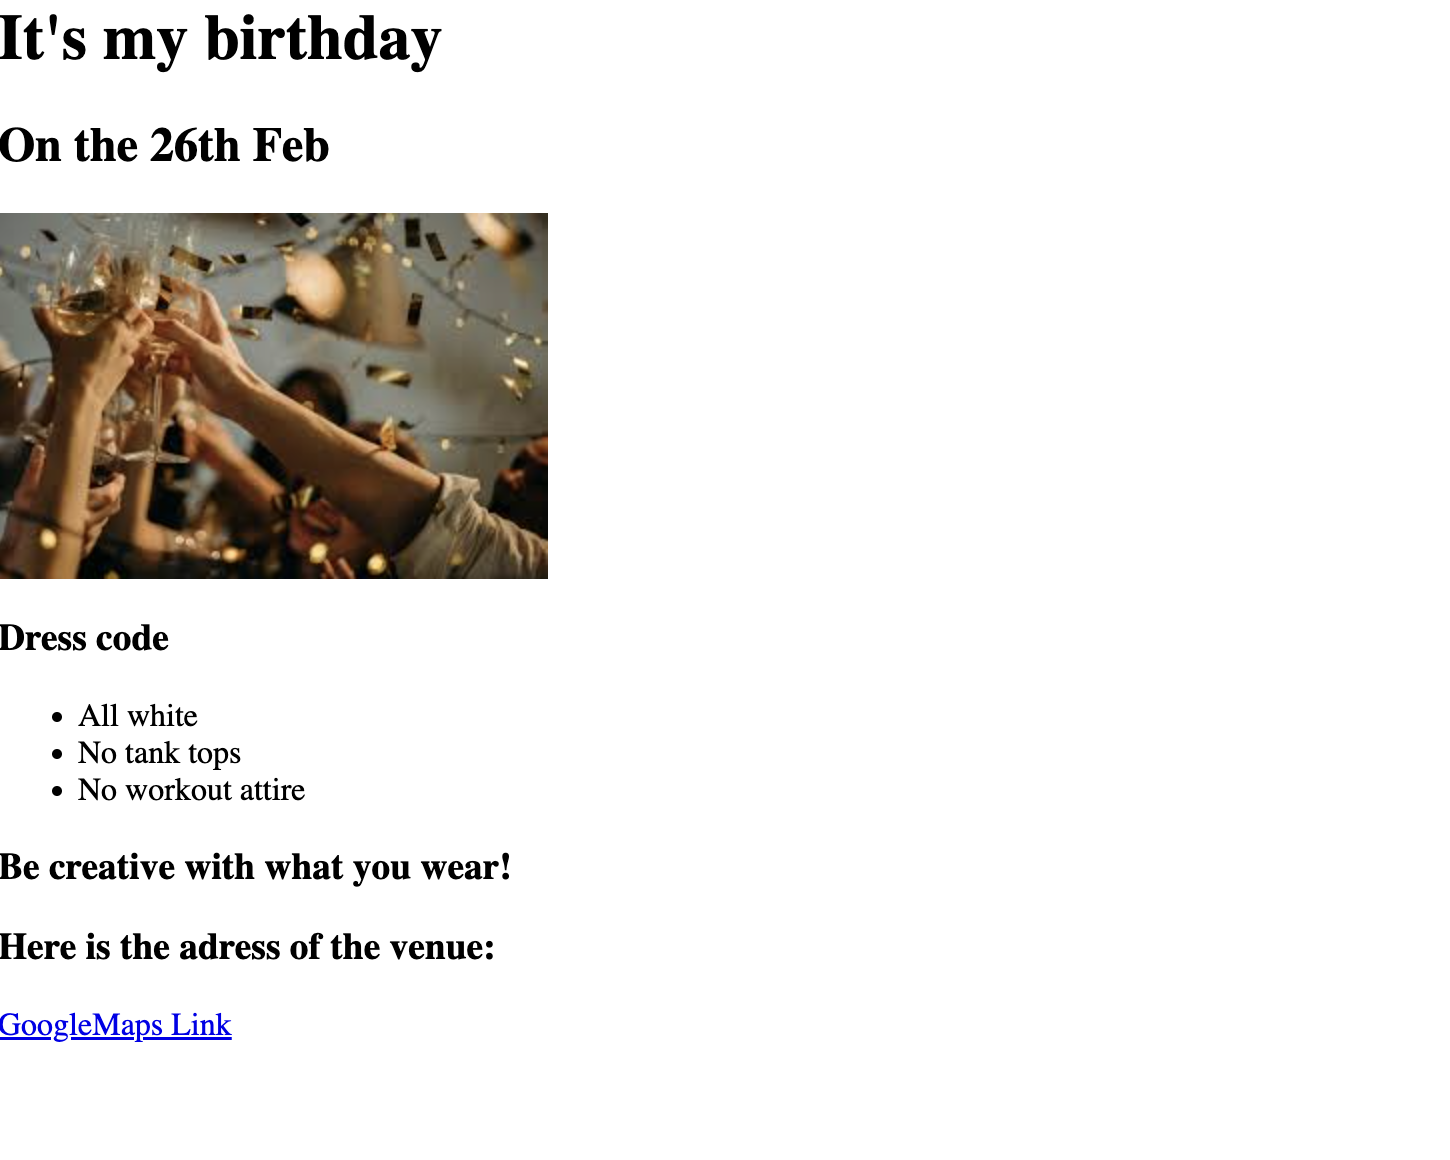 It's my birthday
On the 26th Feb
Dress code
All white
No tank tops
No workout attire
Be creative with what you wear!
Here is the adress of the venue:
GoogleMaps Link